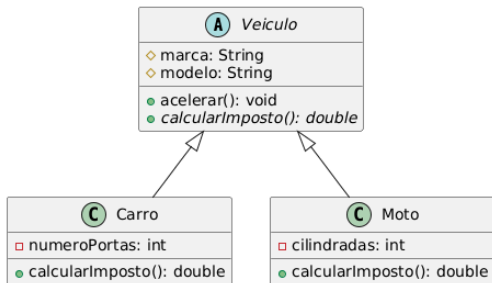 A Veiculo
marca: String
modelo: String
acelerar(): void
calcularImposto(): double
C Carro
numeroPortas: int
calcularImposto(): double
C Moto
cilindradas: int
calcularImposto(): double